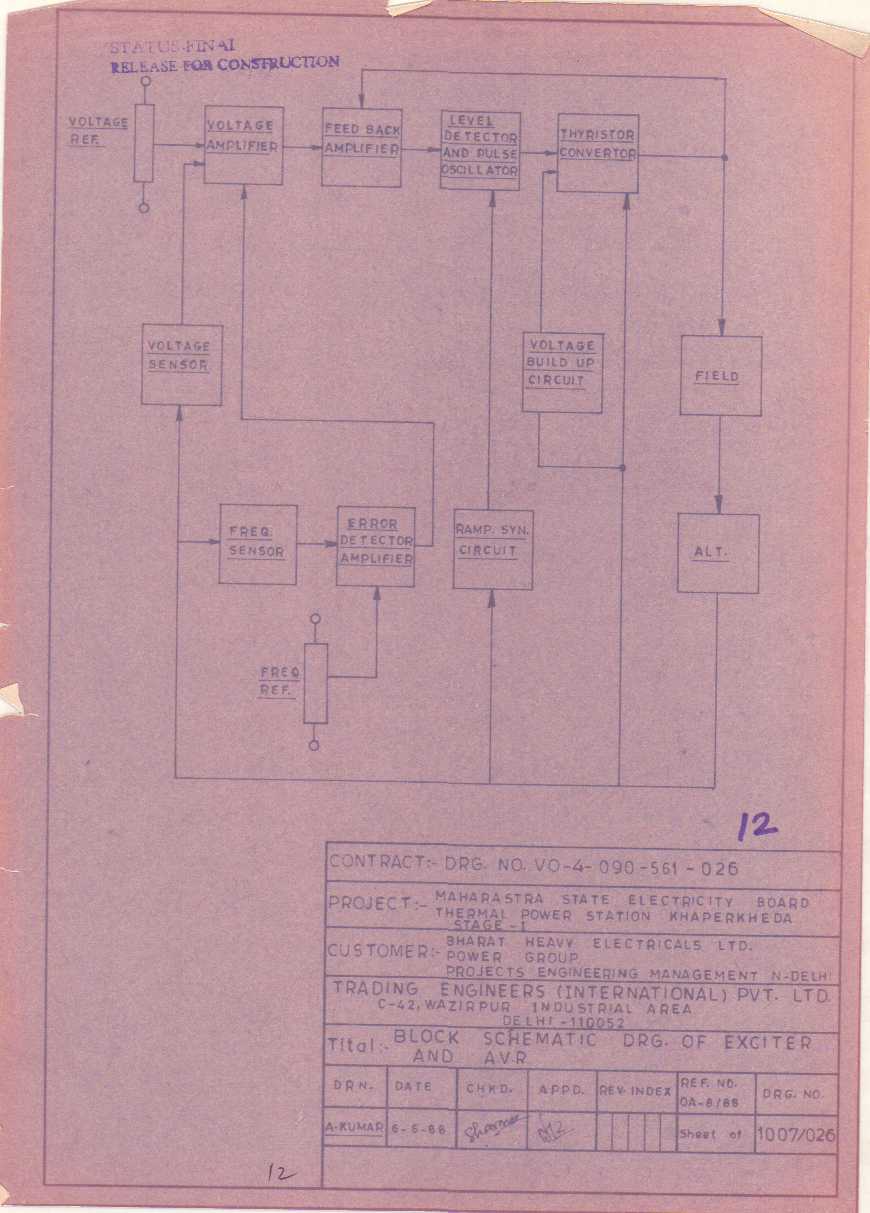 STATUS-FINAL
RELEASE FOR CONSTRUCTION
VOLTAGE
REF.
VOLTAGE
AMPLIFIER
FEED BACK
AMPLIFIER
LEVEL
DETECTOR
AND PULSE
OSCILLATOR
THYRISTOR
CONVERTOR
VOLTAGE
SENSOR
VOLTAGE
BUILD UP
CIRCUIT
FIELD
FREQ.
SENSOR
ERROR
DETECTOR
AMPLIFIER
RAMP. SYN.
CIRCUIT
ALT.
FREQ
REF.
12
CONTRACT:- DRG. NO. VO-4-090-561-026
PROJECT:- MAHARASTRA STATE ELECTRICITY BOARD
THERMAL POWER STATION KHAPERKHEDA
STAGE-I
CUSTOMER:- BHARAT HEAVY ELECTRICALS LTD.
POWER GROUP
PROJECTS ENGINEERING MANAGEMENT N-DELHI
TRADING ENGINEERS (INTERNATIONAL) PVT. LTD.
C-42, WAZIRPUR INDUSTRIAL AREA
DELHI-110052
Tital:- BLOCK SCHEMATIC DRG. OF EXCITER
AND AVR
DRN. DATE CHKD. APPD. REV. INDEX REF. NO. DRG. NO.
OA-8/88
A-KUMAR 6-6-88 Sheet of 1007/026
12